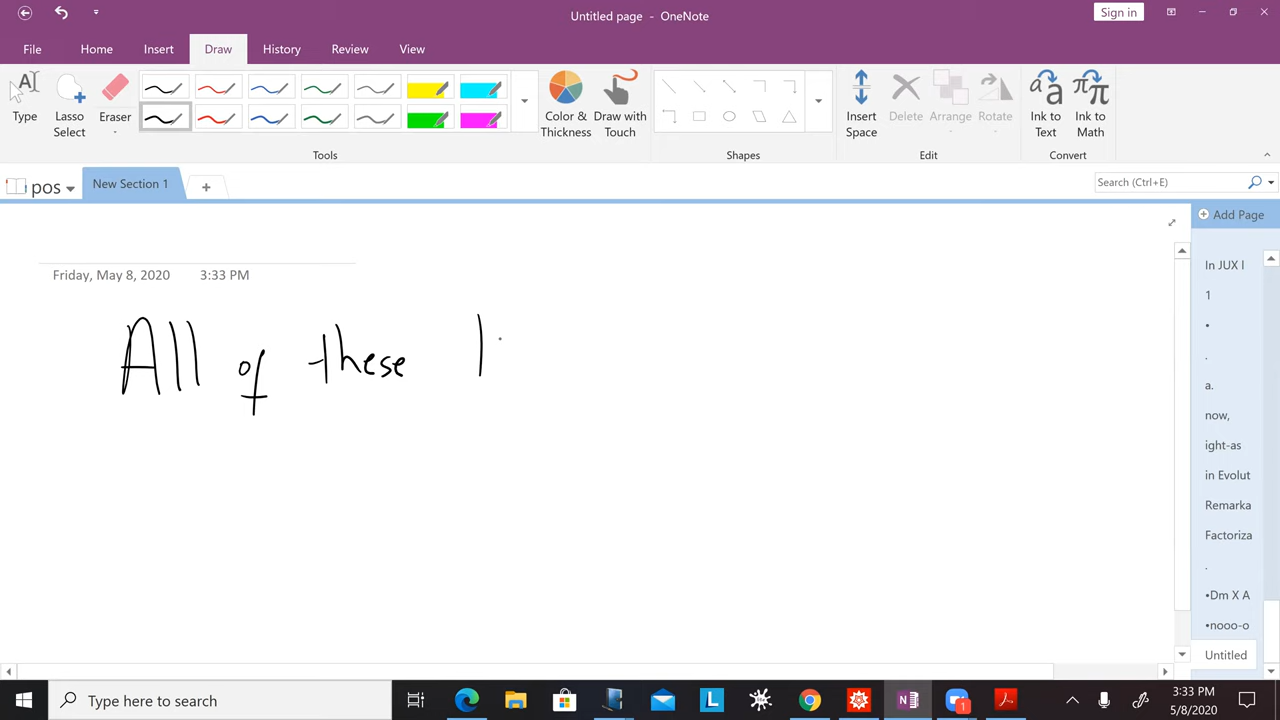 Untitled page - OneNote
Sign in
File Home Insert Draw History Review View
Type
Lasso Select
Eraser
Color & Thickness
Draw with Touch
Insert Space
Delete
Arrange
Rotate
Ink to Text
Ink to Math
Tools
Shapes
Edit
Convert
pos
New Section 1
Search (Ctrl+E)
Add Page
Friday, May 8, 2020 3:33 PM
All of these
In JUX I
1
•
.
a.
now,
ight-as
in Evolut
Remarka
Factoriza
.
•Dm X A
•nooo-o
Untitled
Type here to search
L
1
3:33 PM
5/8/2020